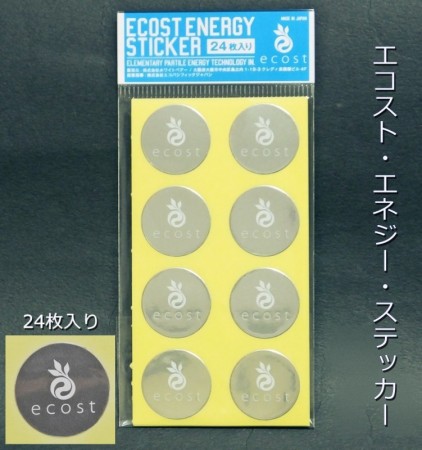 MADE IN JAPAN
ECOST ENERGY
STICKER 24枚入り
ELEMENTARY PARTILE ENERGY TECHNOLOGY IN.
ecost
ecost
ecost
ecost
ecost
ecost
ecost
ecost
ecost
エコスト・エネジー・ステッカー
24枚入り
ecost